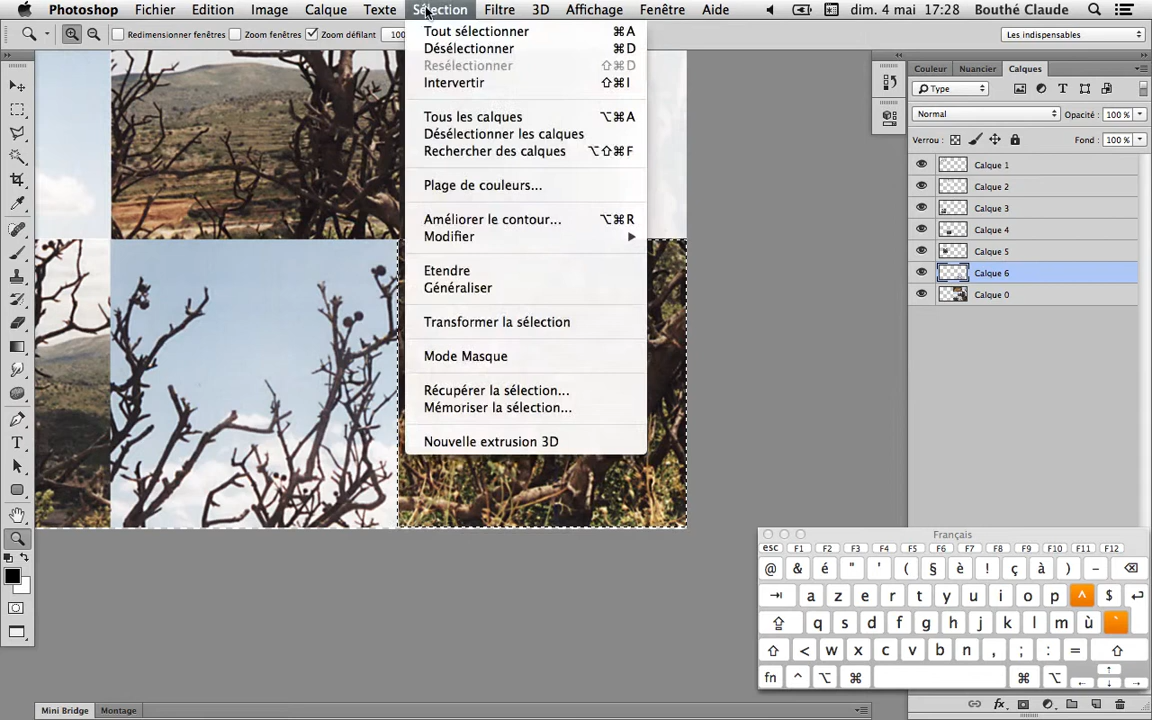 Photoshop Fichier Edition Image Calque Texte Sélection Filtre 3D Affichage Fenêtre Aide dim. 4 mai 17:28 Bouthé Claude
Redimensionner fenêtres Zoom fenêtres Zoom défilant 100 Les indispensables
Tout sélectionner ⌘A
Désélectionner ⌘D
Resélectionner ⇧⌘D
Intervertir ⇧⌘I
Tous les calques ⌥⌘A
Désélectionner les calques
Rechercher des calques ⌥⇧⌘F
Plage de couleurs...
Améliorer le contour... ⌥⌘R
Modifier
Etendre
Généraliser
Transformer la sélection
Mode Masque
Récupérer la sélection...
Mémoriser la sélection...
Nouvelle extrusion 3D
Couleur Nuancier Calques
Type
Normal Opacité : 100 %
Verrou : Fond : 100 %
Calque 1
Calque 2
Calque 3
Calque 4
Calque 5
Calque 6
Calque 0
Français
esc F1 F2 F3 F4 F5 F6 F7 F8 F9 F10 F11 F12
@ & é " ' ( § è ! ç à ) -
a z e r t y u i o p ^ $
q s d f g h j k l m ù `
< w x c v b n , ; : =
fn ^ ⌥ ⌘ ⌘ ⌥
Mini Bridge Montage